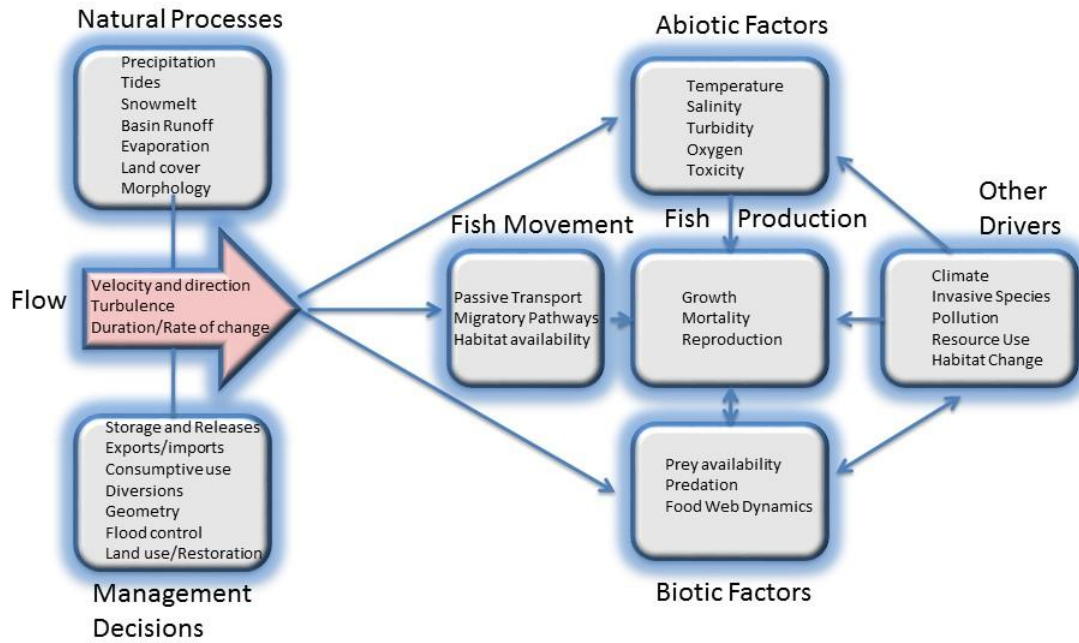 Natural Processes
Precipitation
Tides
Snowmelt
Basin Runoff
Evaporation
Land cover
Morphology
Flow
Velocity and direction
Turbulence
Duration/Rate of change
Storage and Releases
Exports/imports
Consumptive use
Diversions
Geometry
Flood control
Land use/Restoration
Management
Decisions
Fish Movement
Passive Transport
Migratory Pathways
Habitat availability
Abiotic Factors
Temperature
Salinity
Turbidity
Oxygen
Toxicity
Fish Production
Growth
Mortality
Reproduction
Prey availability
Predation
Food Web Dynamics
Biotic Factors
Other
Drivers
Climate
Invasive Species
Pollution
Resource Use
Habitat Change